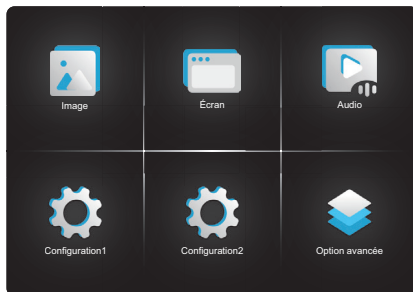 Image
Écran
Audio
Configuration1
Configuration2
Option avancée